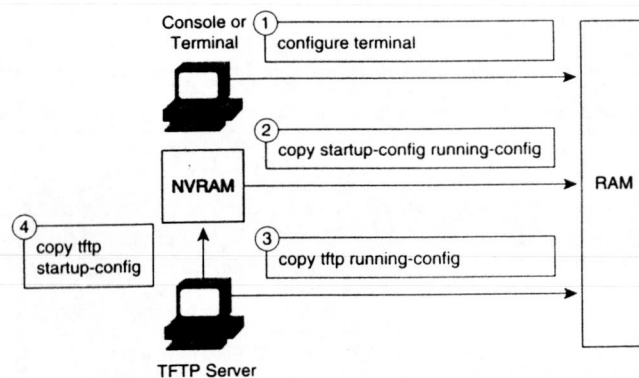 Console or
Terminal
1
configure terminal
2
copy startup-config running-config
NVRAM
RAM
4
copy tftp
startup-config
3
copy tftp running-config
TFTP Server